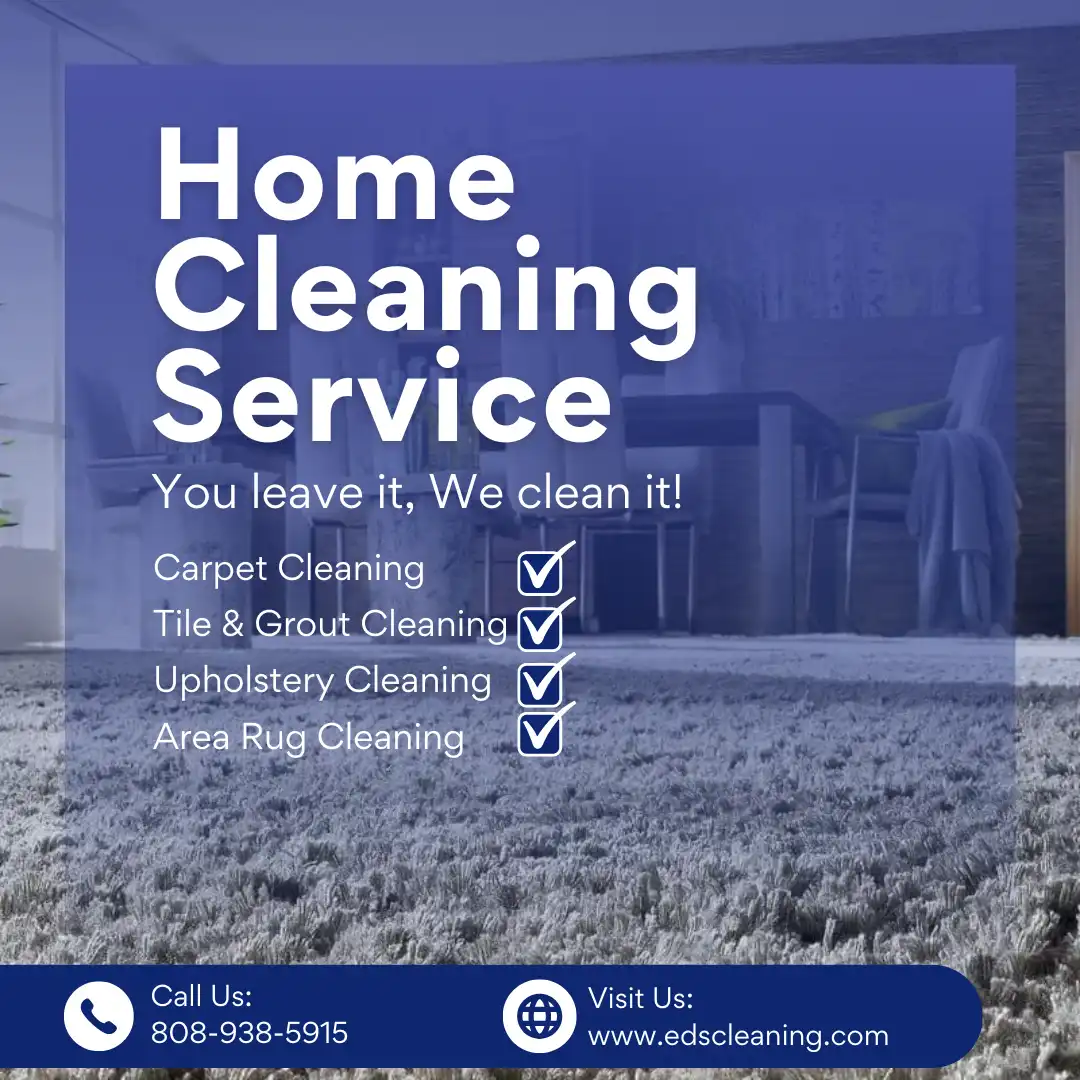 Home
Cleaning
Service
You leave it, We clean it!
Carpet Cleaning
Tile & Grout Cleaning
Upholstery Cleaning
Area Rug Cleaning
Call Us:
808-938-5915
Visit Us:
www.edscleaning.com